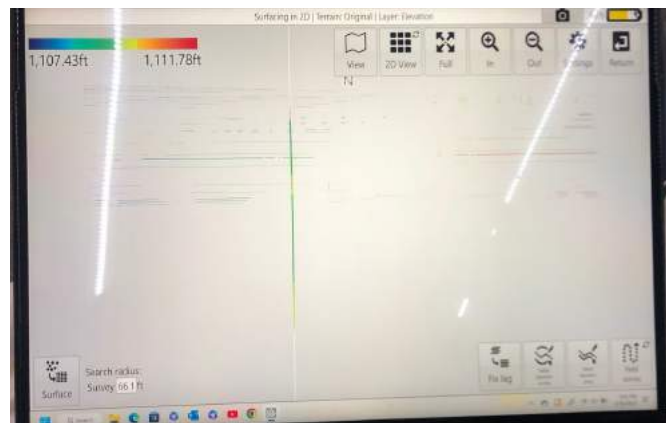 Surfacing in 2D | Terrain: Original | Layer: Elevation
1,107.43ft 1,111.78ft
View 2D View Full In Out Settings Return
N
Search radius:
Surface Survey 66.1 ft
Fix lag